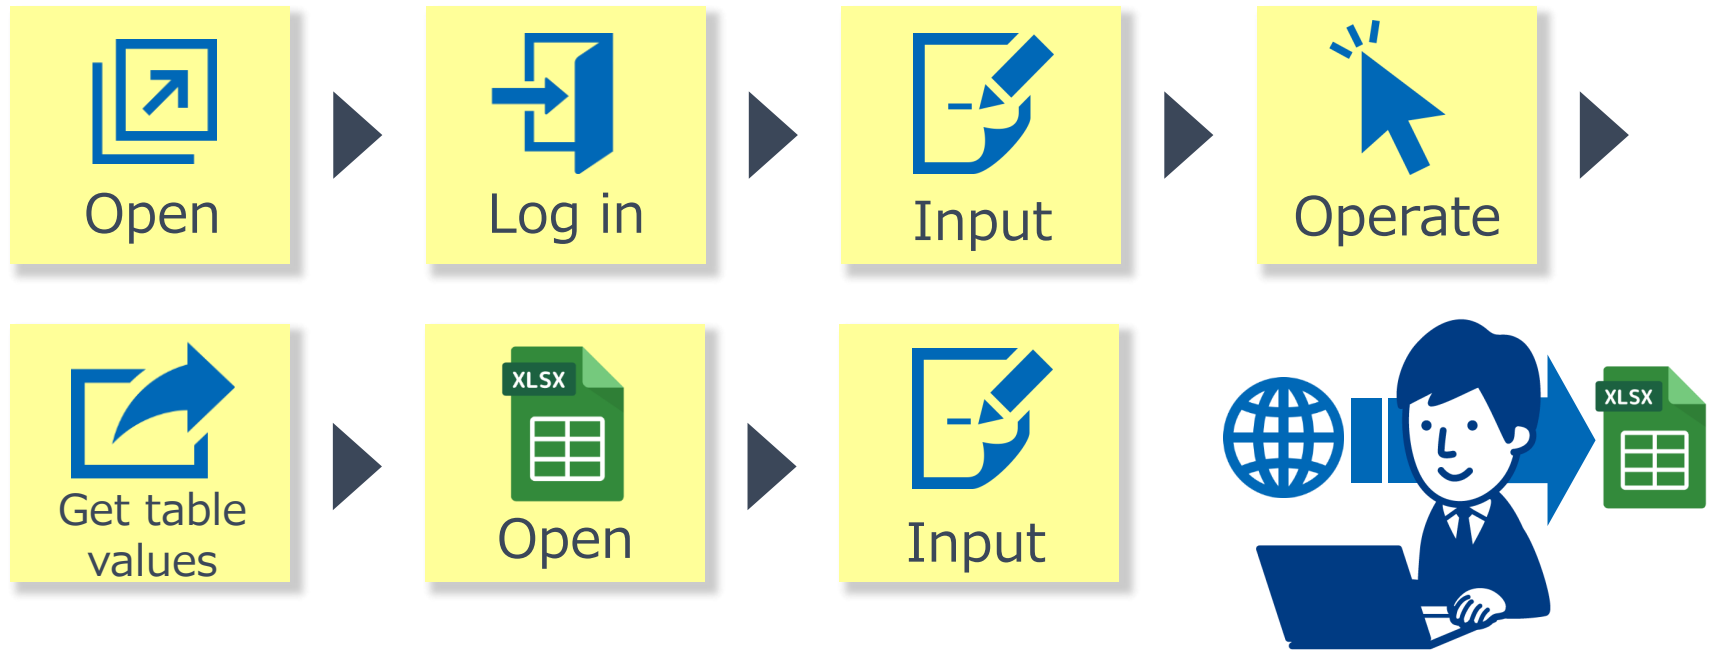 Open
Log in
Input
Operate
Get table
values
XLSX
Open
Input
XLSX